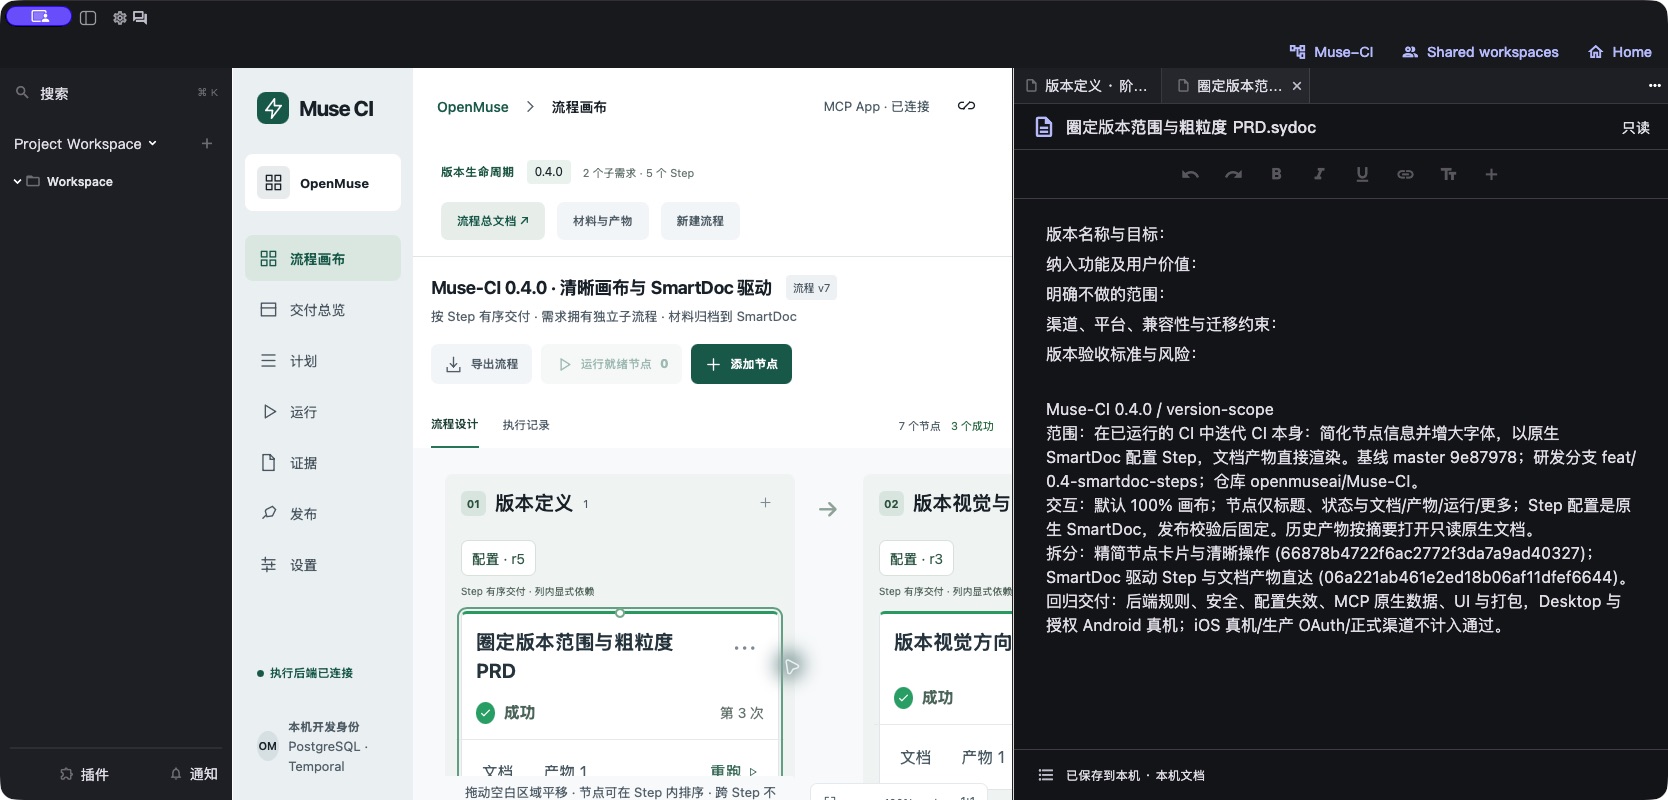 Muse-CI
Shared workspaces
Home
搜索
⌘ K
Project Workspace
Workspace
插件
通知
Muse CI
OpenMuse
流程画布
交付总览
计划
运行
证据
发布
设置
执行后端已连接
OM
本机开发身份
PostgreSQL ·
Temporal
OpenMuse
流程画布
MCP App · 已连接
版本生命周期
0.4.0
2 个子需求 · 5 个 Step
流程总文档 ↗
材料与产物
新建流程
Muse-CI 0.4.0 · 清晰画布与 SmartDoc 驱动
流程 v7
按 Step 有序交付 · 需求拥有独立子流程 · 材料归档到 SmartDoc
导出流程
运行就绪节点 0
添加节点
流程设计
执行记录
7 个节点
3 个成功
01
版本定义
1
配置 · r5
Step 有序交付 · 列内显式依赖
圈定版本范围与粗粒度
PRD
成功
第 3 次
文档
产物 1
重跑
02
版本视觉与
配置 · r3
Step 有序交付 · 列内显式依赖
版本视觉方向
成功
文档
产物 1
拖动空白区域平移 · 节点可在 Step 内排序 · 跨 Step 不
版本定义 · 阶...
圈定版本范...
圈定版本范围与粗粒度 PRD.sydoc
只读
版本名称与目标：
纳入功能及用户价值：
明确不做的范围：
渠道、平台、兼容性与迁移约束：
版本验收标准与风险：
Muse-CI 0.4.0 / version-scope
范围：在已运行的 CI 中迭代 CI 本身：简化节点信息并增大字体，以原生
SmartDoc 配置 Step，文档产物直接渲染。基线 master 9e87978；研发分支 feat/
0.4-smartdoc-steps；仓库 openmuseai/Muse-CI。
交互：默认 100% 画布；节点仅标题、状态与文档/产物/运行/更多；Step 配置是原
生 SmartDoc，发布校验后固定。历史产物按摘要打开只读原生文档。
拆分：精简节点卡片与清晰操作 (66878b4722f6ac2772f3da7a9ad40327)；
SmartDoc 驱动 Step 与文档产物直达 (06a221ab461e2ed18b06af11dfef6644)。
回归交付：后端规则、安全、配置失效、MCP 原生数据、UI 与打包，Desktop 与
授权 Android 真机；iOS 真机/生产 OAuth/正式渠道不计入通过。
已保存到本机 · 本机文档